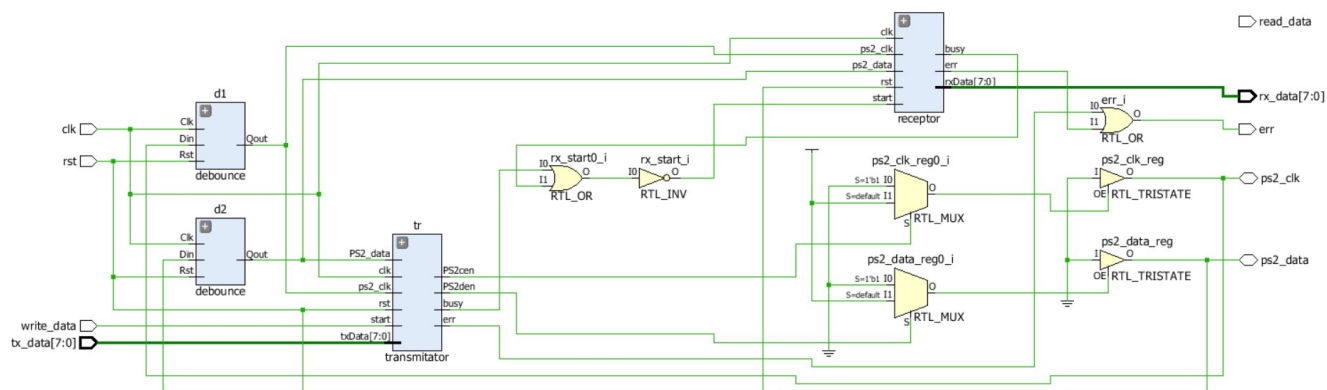 read_data
clk
ps2_clk
ps2_data
rst
start
busy
err
rxData[7:0]
receptor
rx_data[7:0]
err_i
I0
I1
O
RTL_OR
err
d1
clk
rst
Clk
Din
Rst
Qout
debounce
rx_start0_i
I0
I1
O
RTL_OR
rx_start_i
I0
O
RTL_INV
ps2_clk_reg0_i
S=1'b1 I0
S=default I1
O
S
RTL_MUX
ps2_clk_reg
I
O
OE
RTL_TRISTATE
ps2_clk
d2
Clk
Din
Rst
Qout
debounce
tr
PS2_data
clk
ps2_clk
rst
start
txData[7:0]
PS2cen
PS2den
busy
err
transmitator
ps2_data_reg0_i
S=1'b1 I0
S=default I1
O
S
RTL_MUX
ps2_data_reg
I
O
OE
RTL_TRISTATE
ps2_data
write_data
tx_data[7:0]